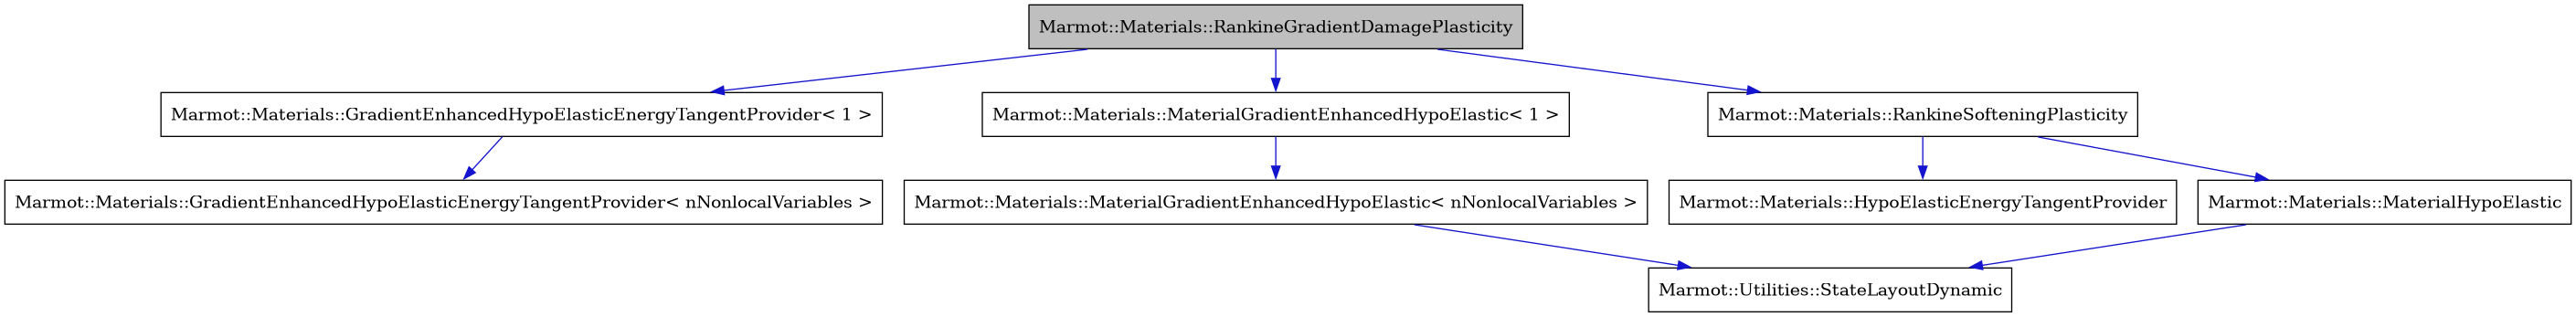 Marmot::Materials::RankineGradientDamagePlasticity
Marmot::Materials::GradientEnhancedHypoElasticEnergyTangentProvider< 1 >
Marmot::Materials::MaterialGradientEnhancedHypoElastic< 1 >
Marmot::Materials::RankineSofteningPlasticity
Marmot::Materials::GradientEnhancedHypoElasticEnergyTangentProvider< nNonlocalVariables >
Marmot::Materials::MaterialGradientEnhancedHypoElastic< nNonlocalVariables >
Marmot::Materials::HypoElasticEnergyTangentProvider
Marmot::Materials::MaterialHypoElastic
Marmot::Utilities::StateLayoutDynamic